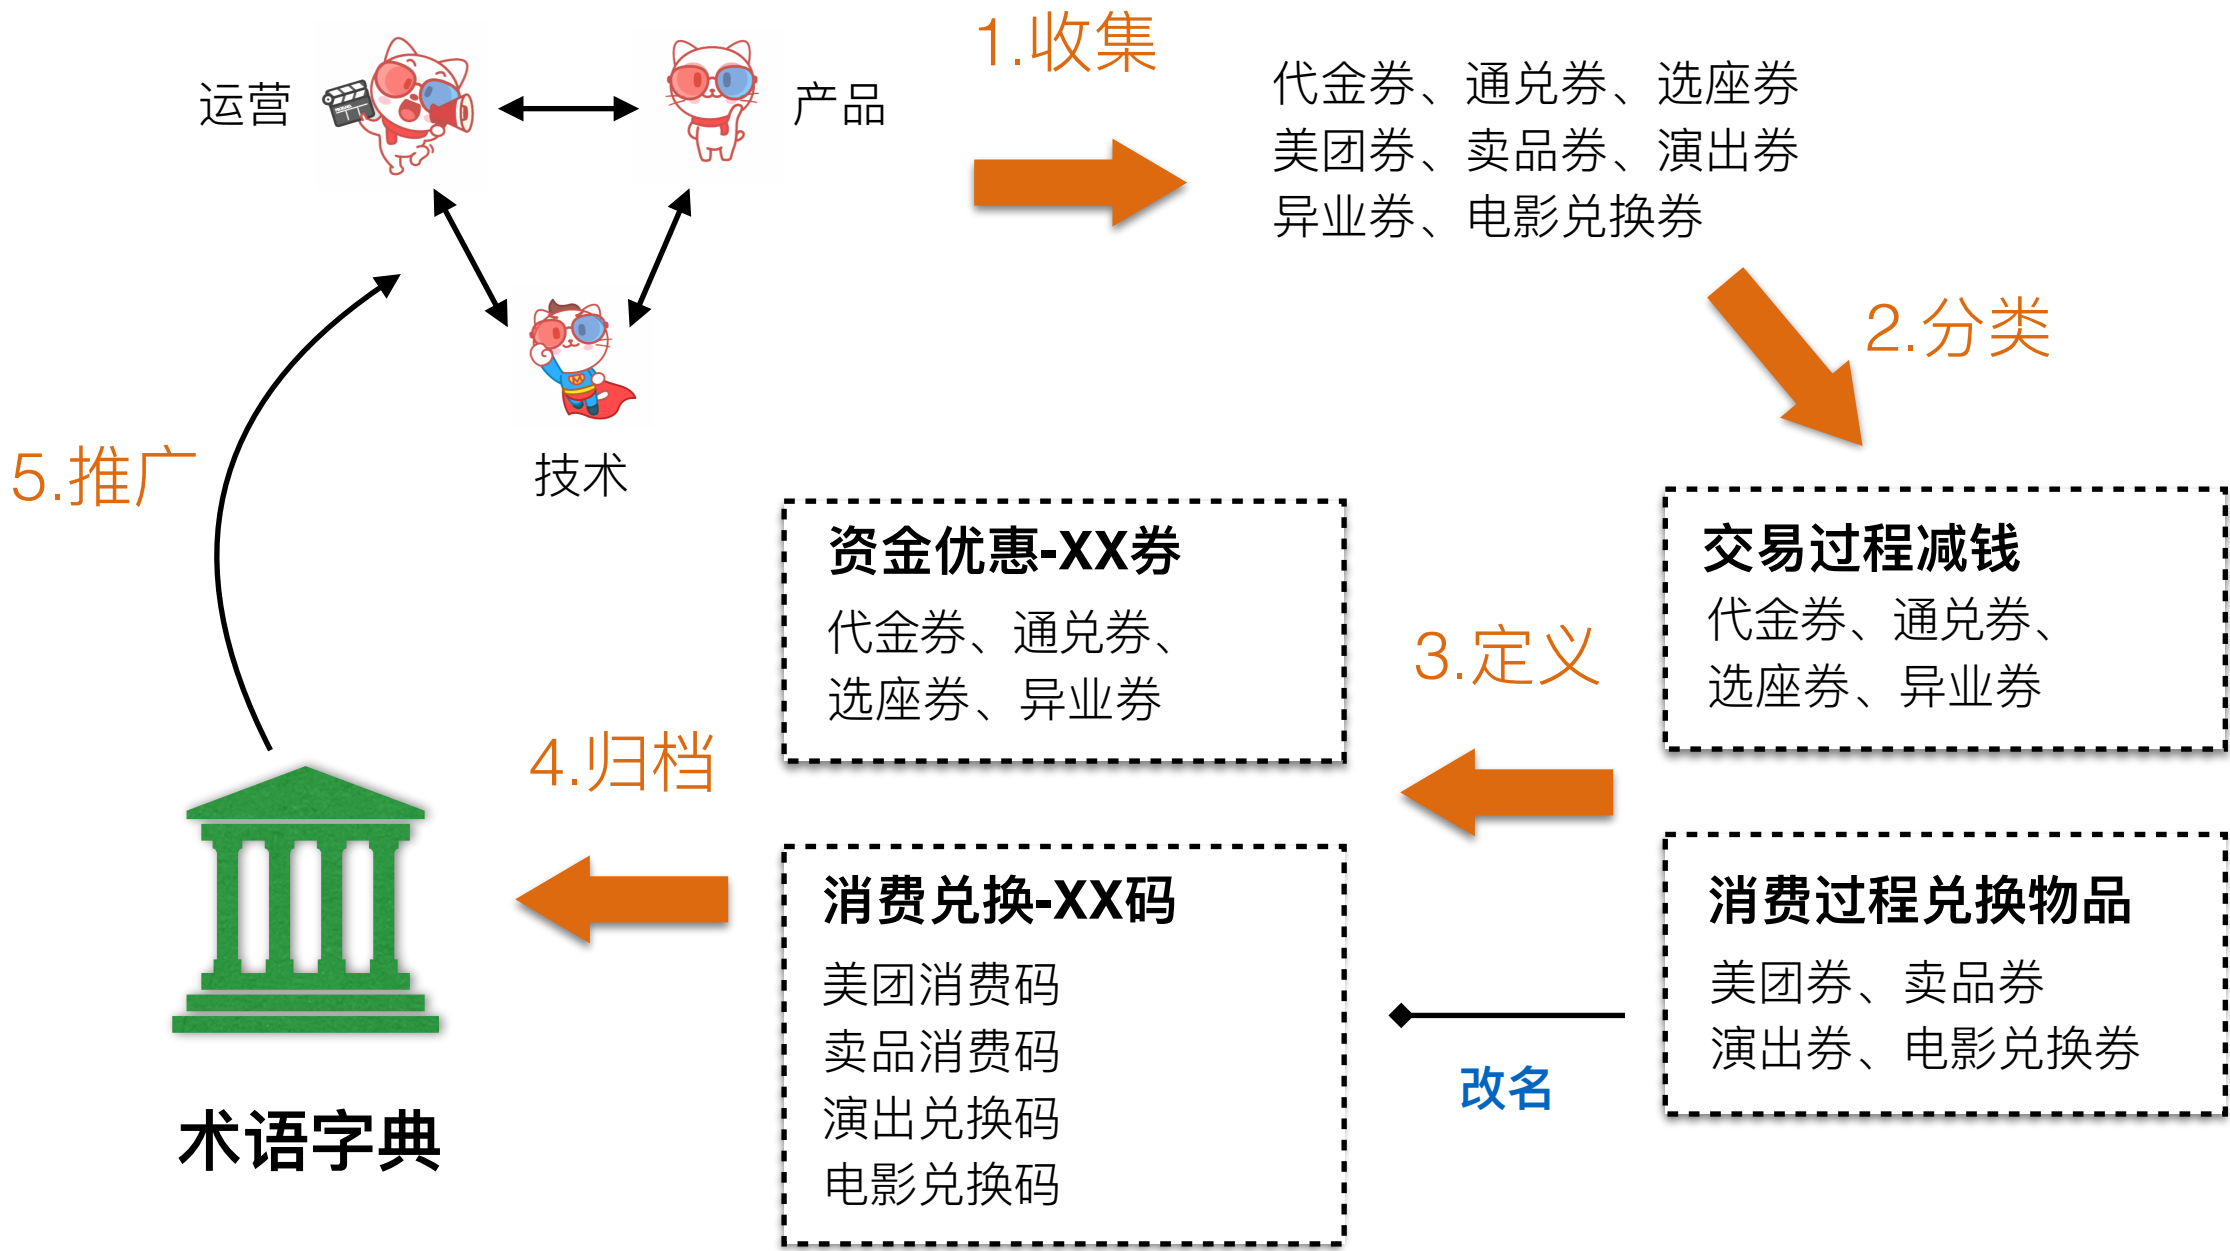 运营
产品
技术
1.收集
代金券、通兑券、选座券
美团券、卖品券、演出券
异业券、电影兑换券
2.分类
交易过程减钱
代金券、通兑券、
选座券、异业券
消费过程兑换物品
美团券、卖品券
演出券、电影兑换券
3.定义
改名
资金优惠-XX券
代金券、通兑券、
选座券、异业券
消费兑换-XX码
美团消费码
卖品消费码
演出兑换码
电影兑换码
4.归档
术语字典
5.推广